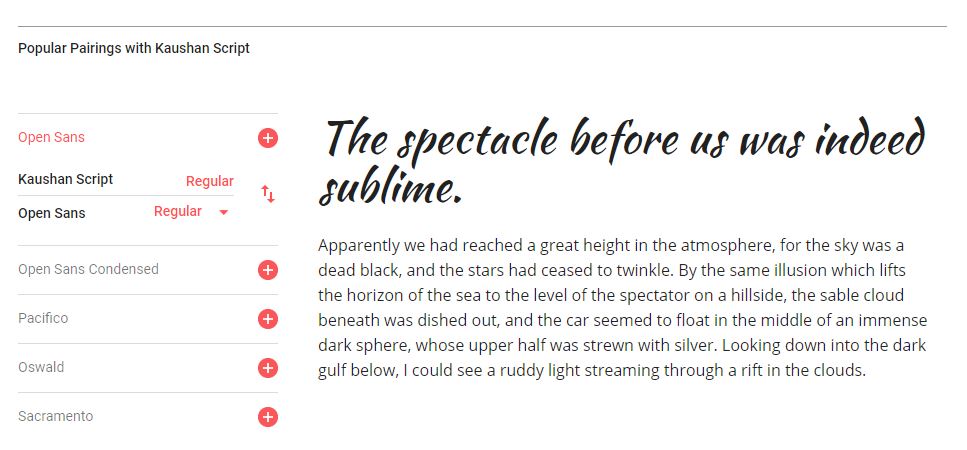 Popular Pairings with Kaushan Script
Open Sans
Kaushan Script Regular
Open Sans Regular
Open Sans Condensed
Pacifico
Oswald
Sacramento
The spectacle before us was indeed
sublime.
Apparently we had reached a great height in the atmosphere, for the sky was a
dead black, and the stars had ceased to twinkle. By the same illusion which lifts
the horizon of the sea to the level of the spectator on a hillside, the sable cloud
beneath was dished out, and the car seemed to float in the middle of an immense
dark sphere, whose upper half was strewn with silver. Looking down into the dark
gulf below, I could see a ruddy light streaming through a rift in the clouds.